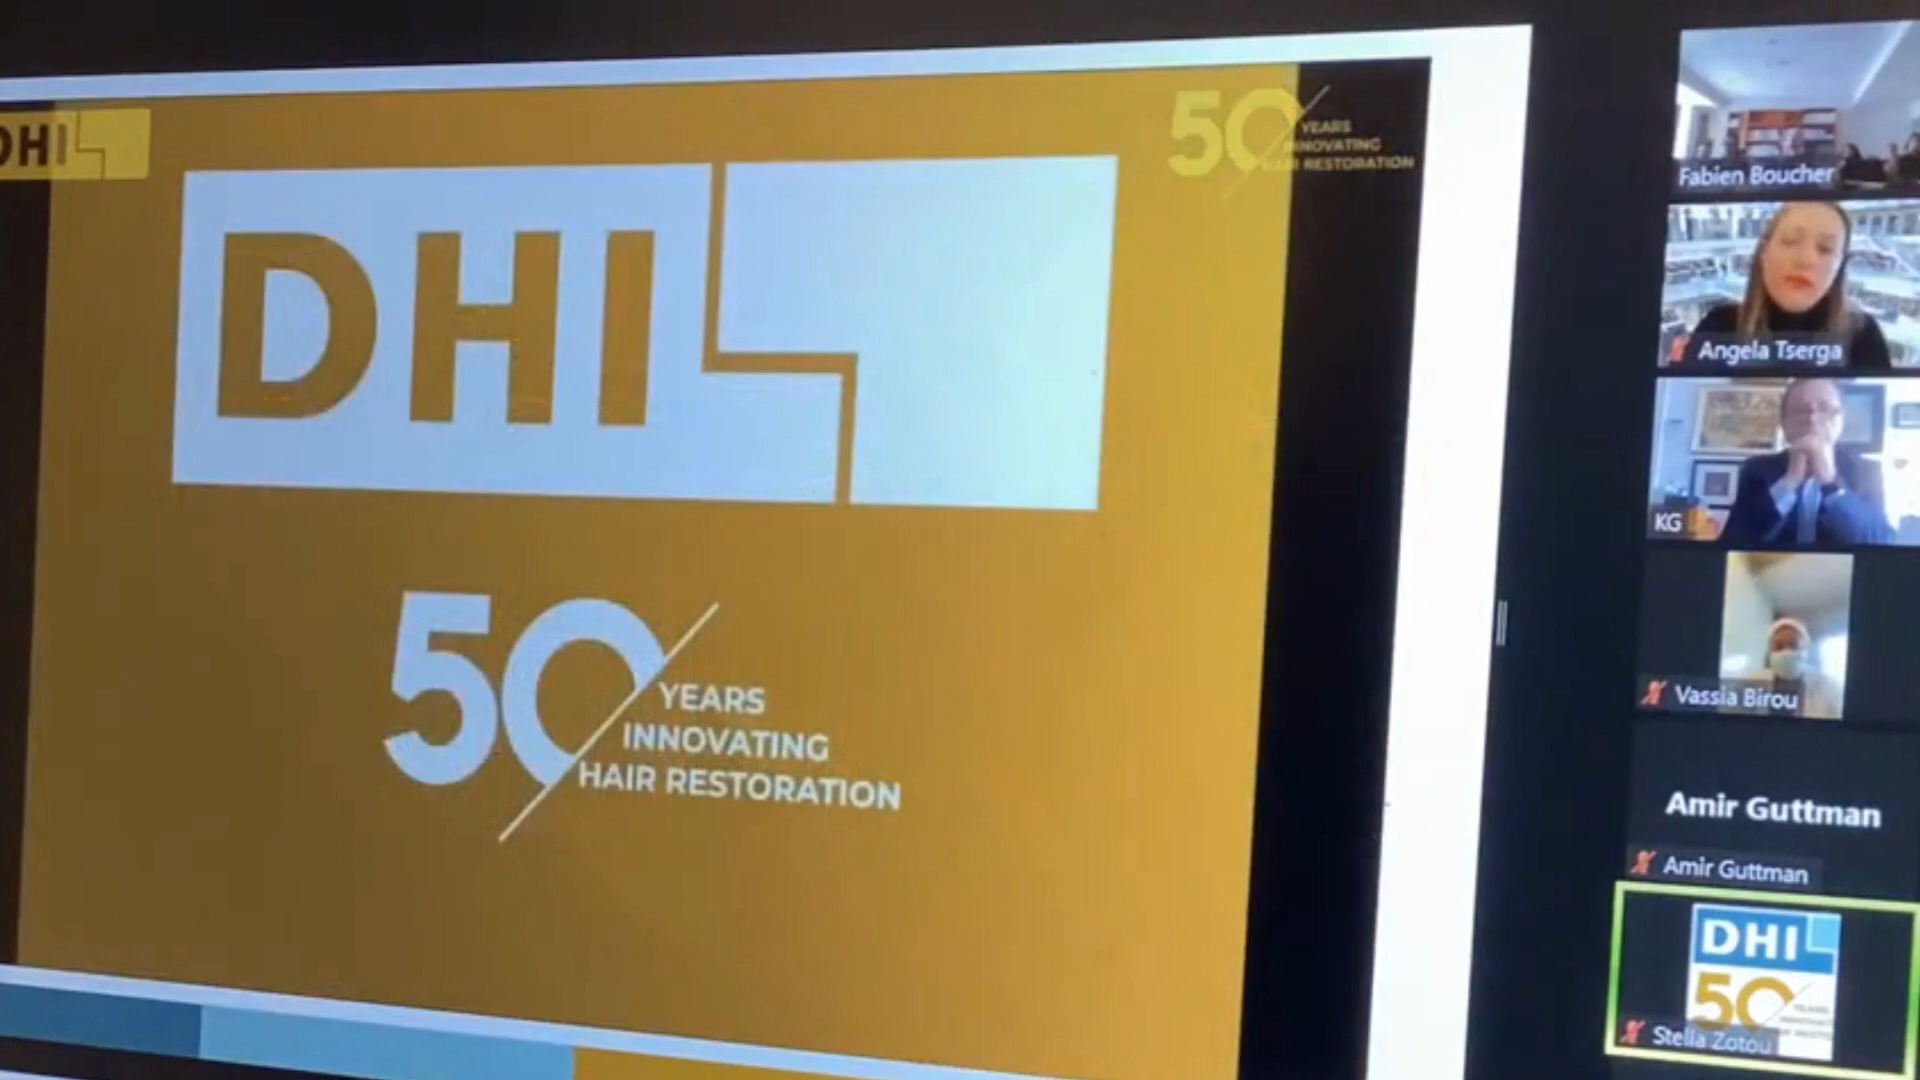 DHI
50 YEARS
INNOVATING
HAIR RESTORATION
DHI
50
YEARS
INNOVATING
HAIR RESTORATION
Fabien Boucher
Angela Tserga
KG
Vassia Birou
Amir Guttman
Amir Guttman
DHI
50
Stella Zotou